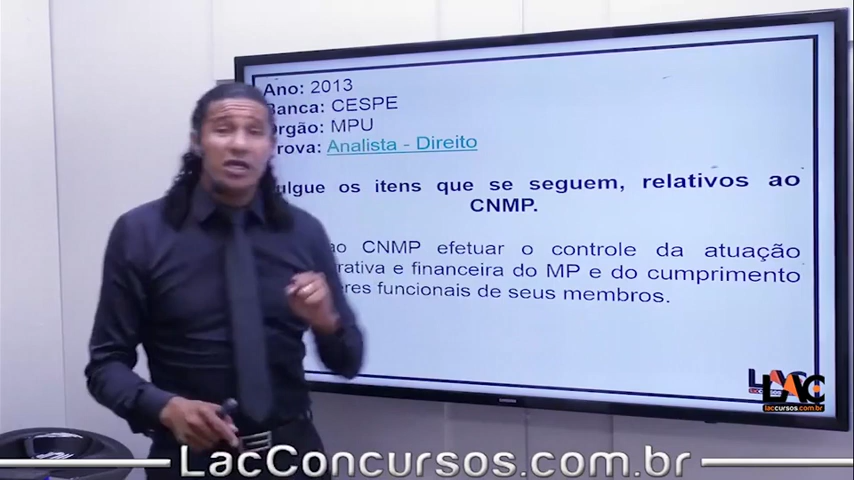 Ano: 2013
Banca: CESPE
rgão: MPU
rova: Analista - Direito
ulgue os itens que se seguem, relativos ao
CNMP.
ao CNMP efetuar o controle da atuação
rativa e financeira do MP e do cumprimento
eres funcionais de seus membros.
LAC
lacconcursos.com.br
LacConcursos.com.br